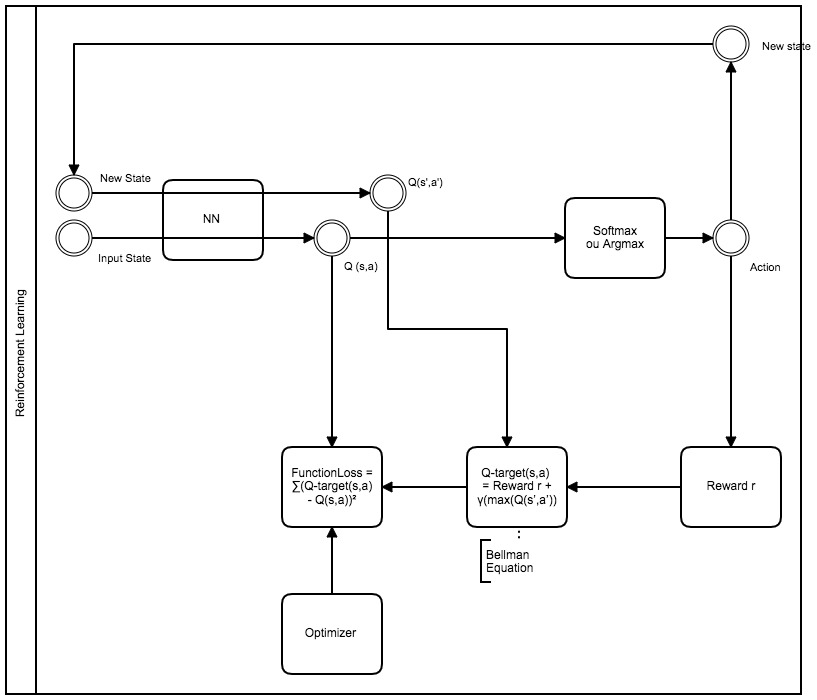 Reinforcement Learning
New state
New State
Q(s',a')
NN
Softmax
ou Argmax
Input State
Q (s,a)
Action
FunctionLoss =
∑(Q-target(s,a)
- Q(s,a))²
Q-target(s,a)
= Reward r +
γ(max(Q(s’,a’))
Reward r
Bellman
Equation
Optimizer